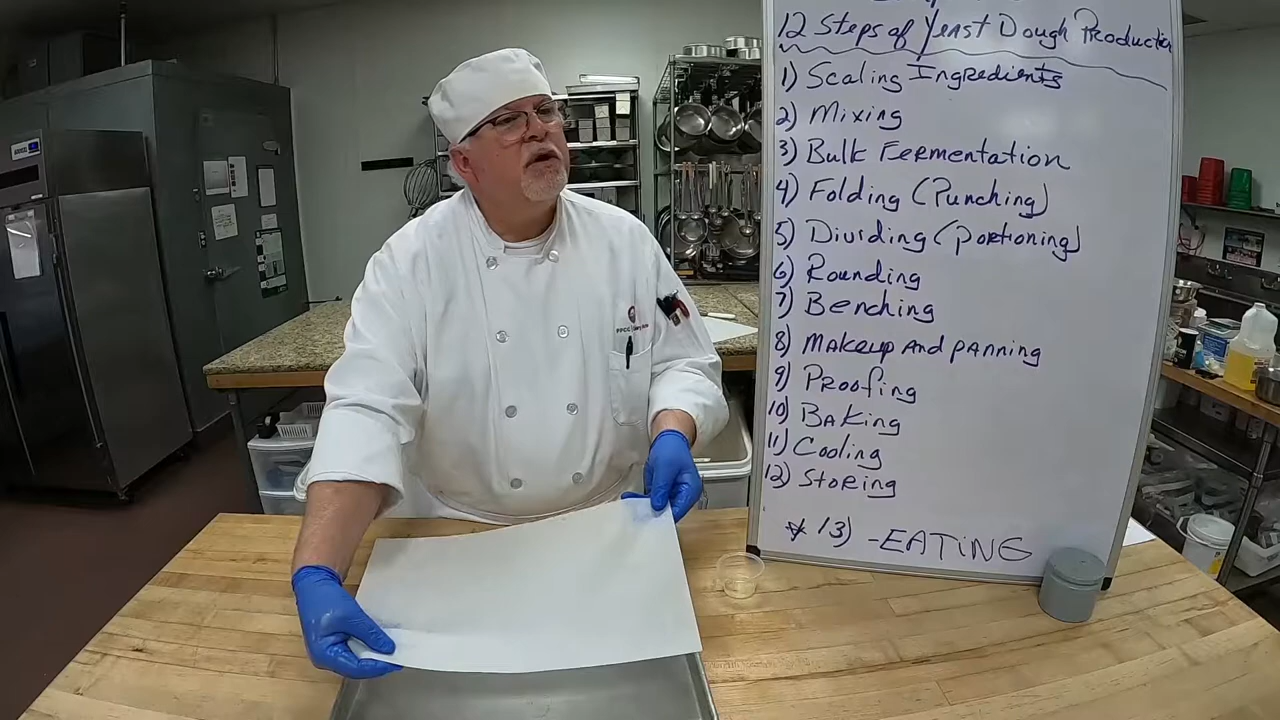 12 Steps of Yeast Dough Production
1) Scaling Ingredients
2) Mixing
3) Bulk Fermentation
4) Folding (Punching)
5) Dividing (portioning)
6) Rounding
7) Benching
8) Makeup And panning
9) Proofing
10) Baking
11) Cooling
12) Storing
* 13) - EATING
PPCC